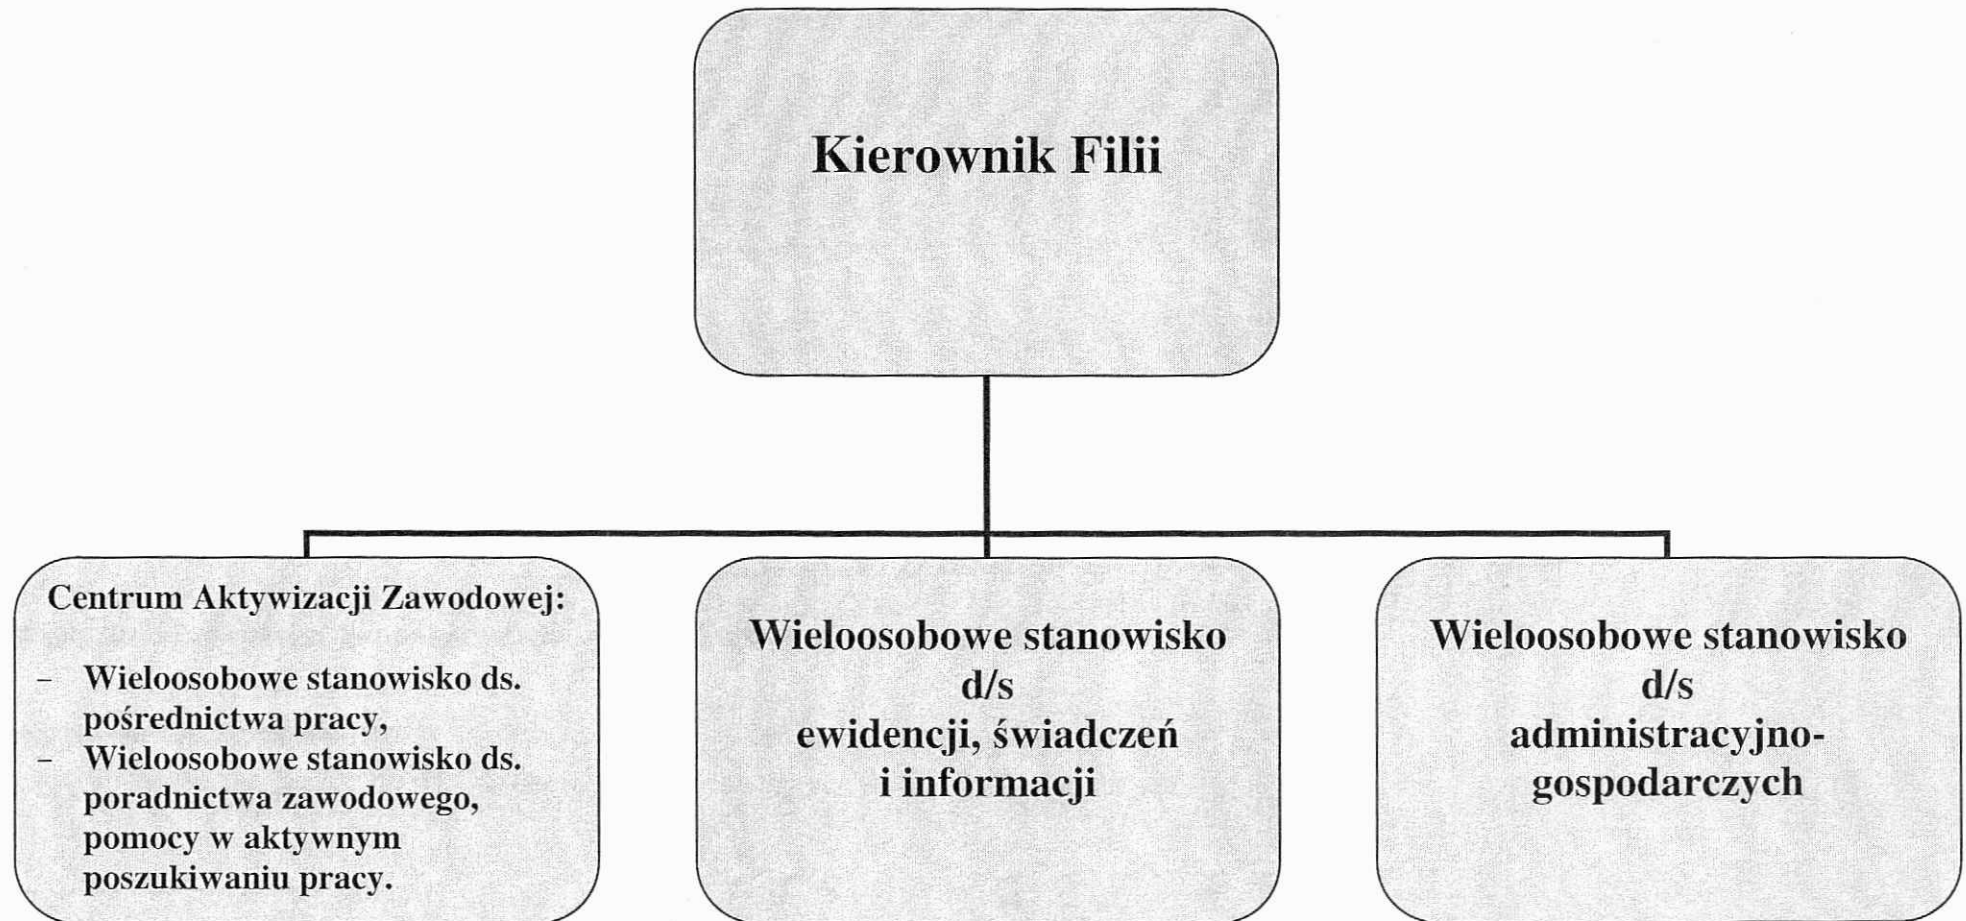 Kierownik Filii
Centrum Aktywizacji Zawodowej:
– Wieloosobowe stanowisko ds.
pośrednictwa pracy,
– Wieloosobowe stanowisko ds.
poradnictwa zawodowego,
pomocy w aktywnym
poszukiwaniu pracy.
Wieloosobowe stanowisko
d/s
ewidencji, świadczeń
i informacji
Wieloosobowe stanowisko
d/s
administracyjno-
gospodarczych